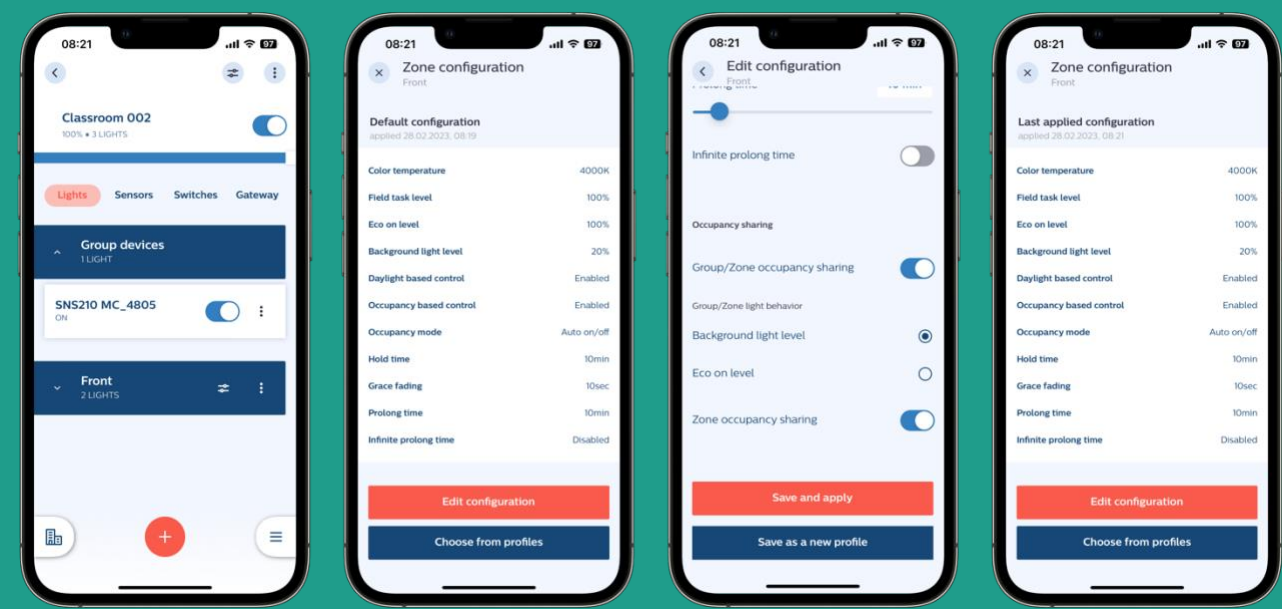 08:21
97
Classroom 002
100% • 3 LIGHTS
Lights Sensors Switches Gateway
Group devices
1 LIGHT
SNS210 MC_4805
ON
Front
2 LIGHTS
08:21
97
Zone configuration
Front
Default configuration
applied 28.02.2023, 08:19
Color temperature 4000K
Field task level 100%
Eco on level 100%
Background light level 20%
Daylight based control Enabled
Occupancy based control Enabled
Occupancy mode Auto on/off
Hold time 10min
Grace fading 10sec
Prolong time 10min
Infinite prolong time Disabled
Edit configuration
Choose from profiles
08:21
97
Edit configuration
Front
Prolong time 10 min
Infinite prolong time
Occupancy sharing
Group/Zone occupancy sharing
Group/Zone light behavior
Background light level
Eco on level
Zone occupancy sharing
Save and apply
Save as a new profile
08:21
97
Zone configuration
Front
Last applied configuration
applied 28.02.2023, 08:21
Color temperature 4000K
Field task level 100%
Eco on level 100%
Background light level 20%
Daylight based control Enabled
Occupancy based control Enabled
Occupancy mode Auto on/off
Hold time 10min
Grace fading 10sec
Prolong time 10min
Infinite prolong time Disabled
Edit configuration
Choose from profiles